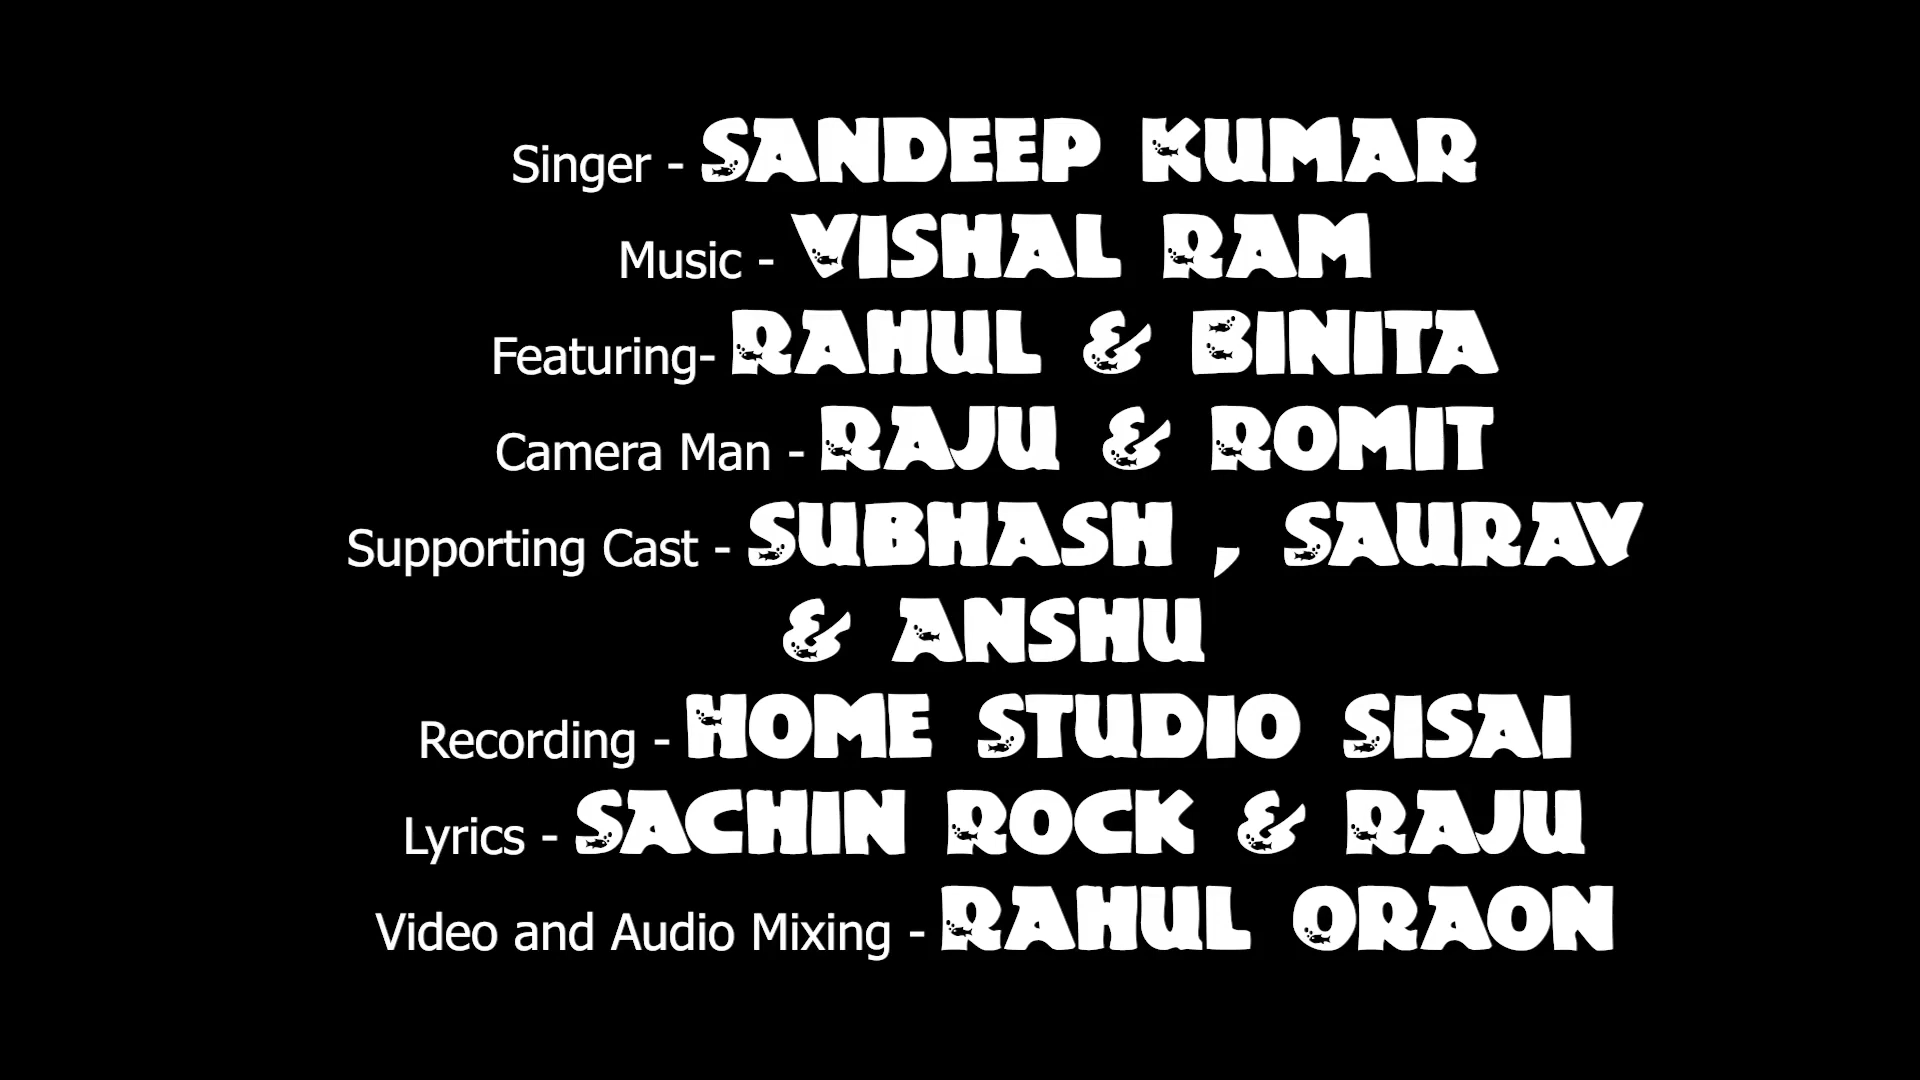 Singer - SANDEEP KUMAR
Music - VISHAL RAM
Featuring- RAHUL & BINITA
Camera Man - RAJU & ROMIT
Supporting Cast - SUBHASH , SAURAV
& ANSHU
Recording - HOME STUDIO SISAI
Lyrics - SACHIN ROCK & RAJU
Video and Audio Mixing - RAHUL ORAON